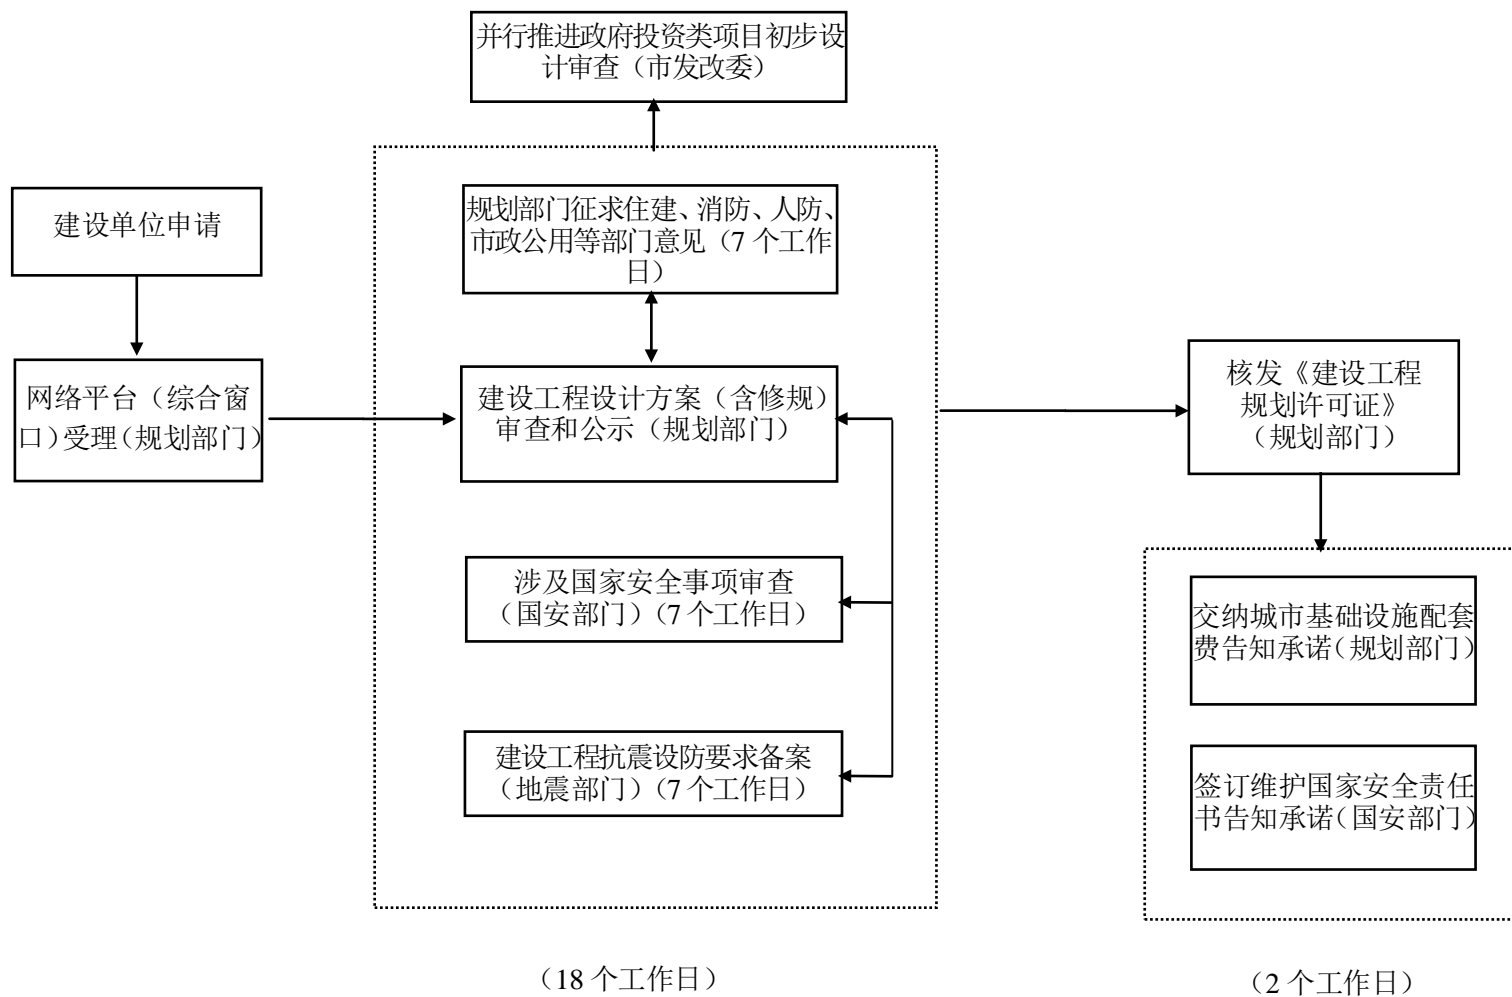 并行推进政府投资类项目初步设
计审查（市发改委）
建设单位申请
规划部门征求住建、消防、人防、
市政公用等部门意见（7 个工作
日）
网络平台（综合窗
口）受理（规划部门）
建设工程设计方案（含修规）
审查和公示（规划部门）
核发《建设工程
规划许可证》
（规划部门）
涉及国家安全事项审查
（国安部门）（7 个工作日）
交纳城市基础设施配套
费告知承诺（规划部门）
建设工程抗震设防要求备案
（地震部门）（7 个工作日）
签订维护国家安全责任
书告知承诺（国安部门）
（18 个工作日）
（2 个工作日）